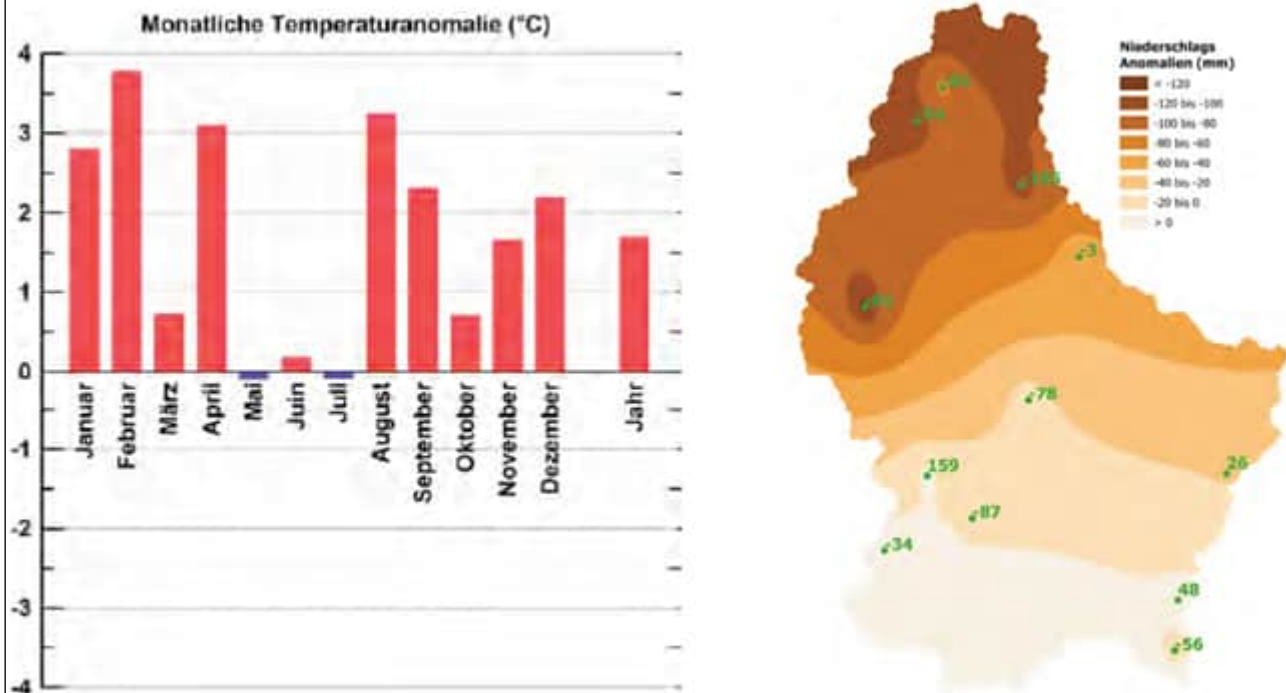 Monatliche Temperaturanomalie (°C)
4
3
2
1
0
-1
-2
-3
-4
Januar
Februar
März
April
Mai
Juin
Juli
August
September
Oktober
November
Dezember
Jahr
Niederschlags
Anomalien (mm)
< -120
-120 bis -100
-100 bis -80
-80 bis -60
-60 bis -40
-40 bis -20
-20 bis 0
> 0
-3
-78
159
26
-87
-34
48
-56